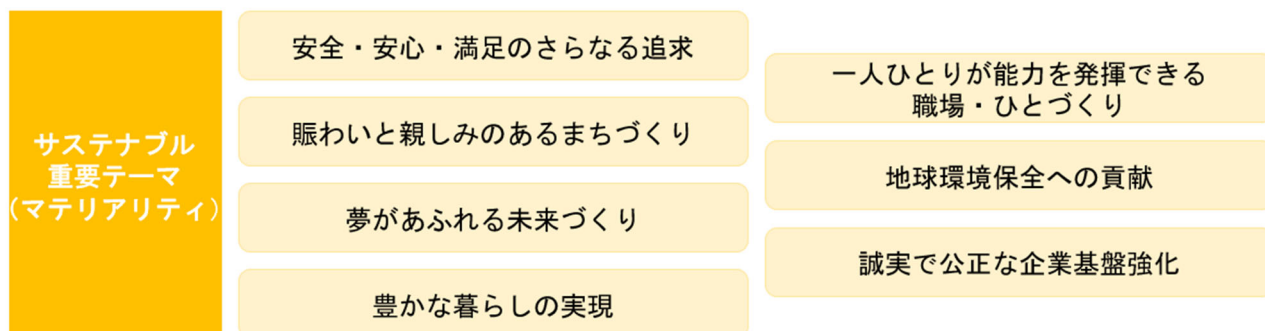 サステナブル
重要テーマ
(マテリアリティ)
安全・安心・満足のさらなる追求
賑わいと親しみのあるまちづくり
夢があふれる未来づくり
豊かな暮らしの実現
一人ひとりが能力を発揮できる
職場・ひとづくり
地球環境保全への貢献
誠実で公正な企業基盤強化